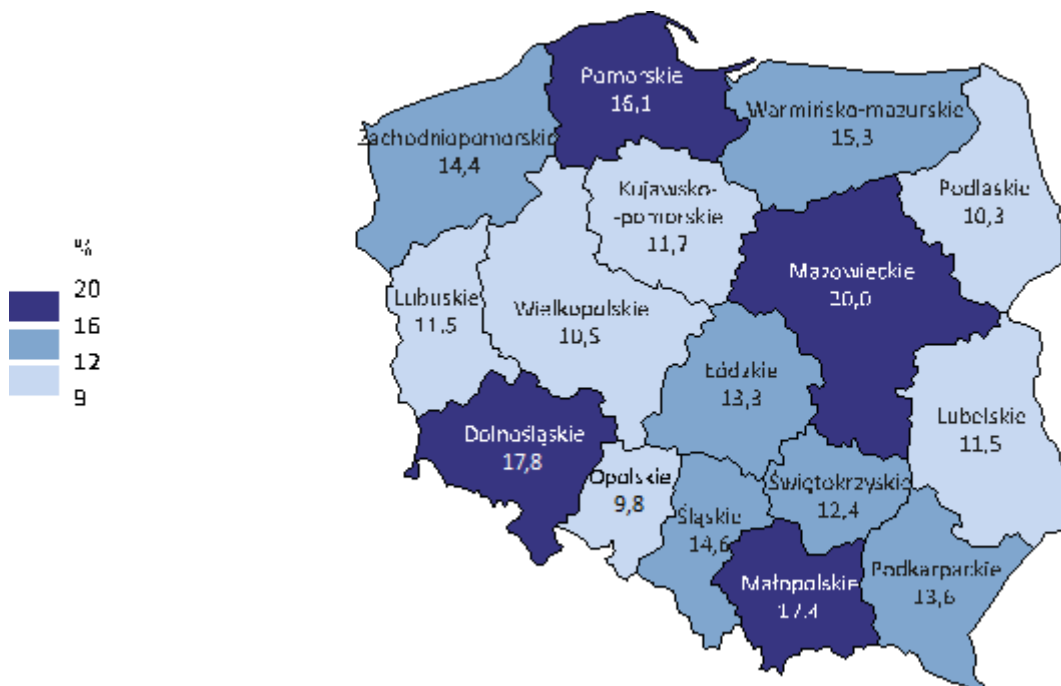 %
20
16
12
9
Pomorskie
16,1
Zachodniopomorskie
14,4
Warmińsko-mazurskie
15,3
Podlaskie
10,3
Kujawsko-
-pomorskie
11,7
Mazowieckie
20,0
Lubuskie
11,5
Wielkopolskie
10,5
Łódzkie
13,3
Lubelskie
11,5
Dolnośląskie
17,8
Opolskie
9,8
Śląskie
14,6
Świętokrzyskie
12,4
Małopolskie
17,4
Podkarpackie
13,6